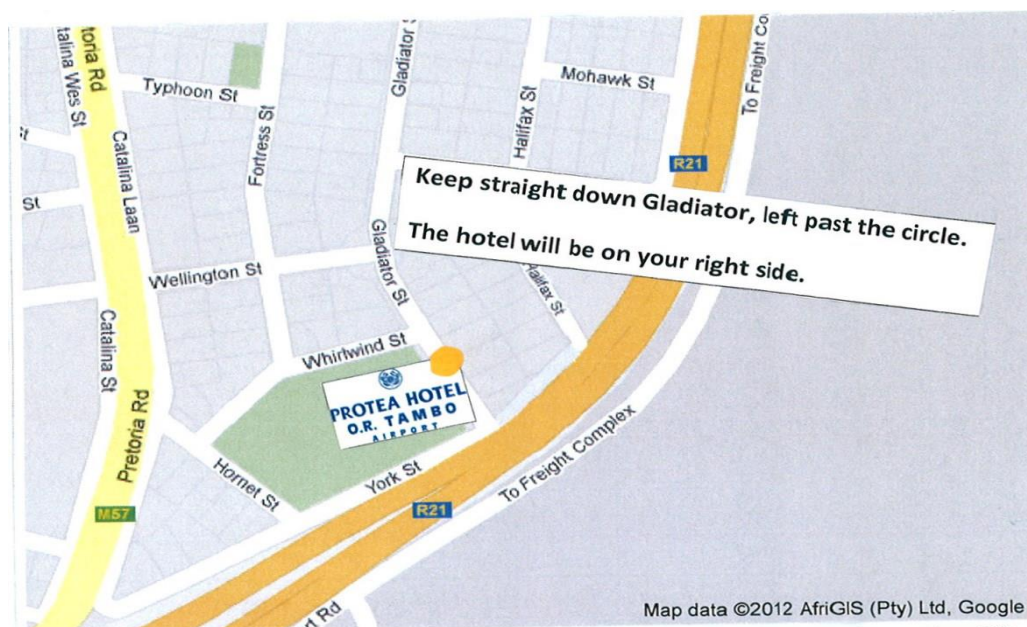 toria Rd
talina Wes St
Catalina Laan
Typhoon St
Fortress St
Gladiator S
Halifax St
Mohawk St
To Freight Co
R21
St
Keep straight down Gladiator, left past the circle.
The hotel will be on your right side.
Wellington St
Gladiator St
Halifax St
Catalina St
Pretoria Rd
Whirlwind St
PROTEA HOTEL
O.R. TAMBO
AIRPORT
Hornet St
York St
To Freight Complex
M57
R21
Rd
Map data ©2012 AfriGIS (Pty) Ltd, Google